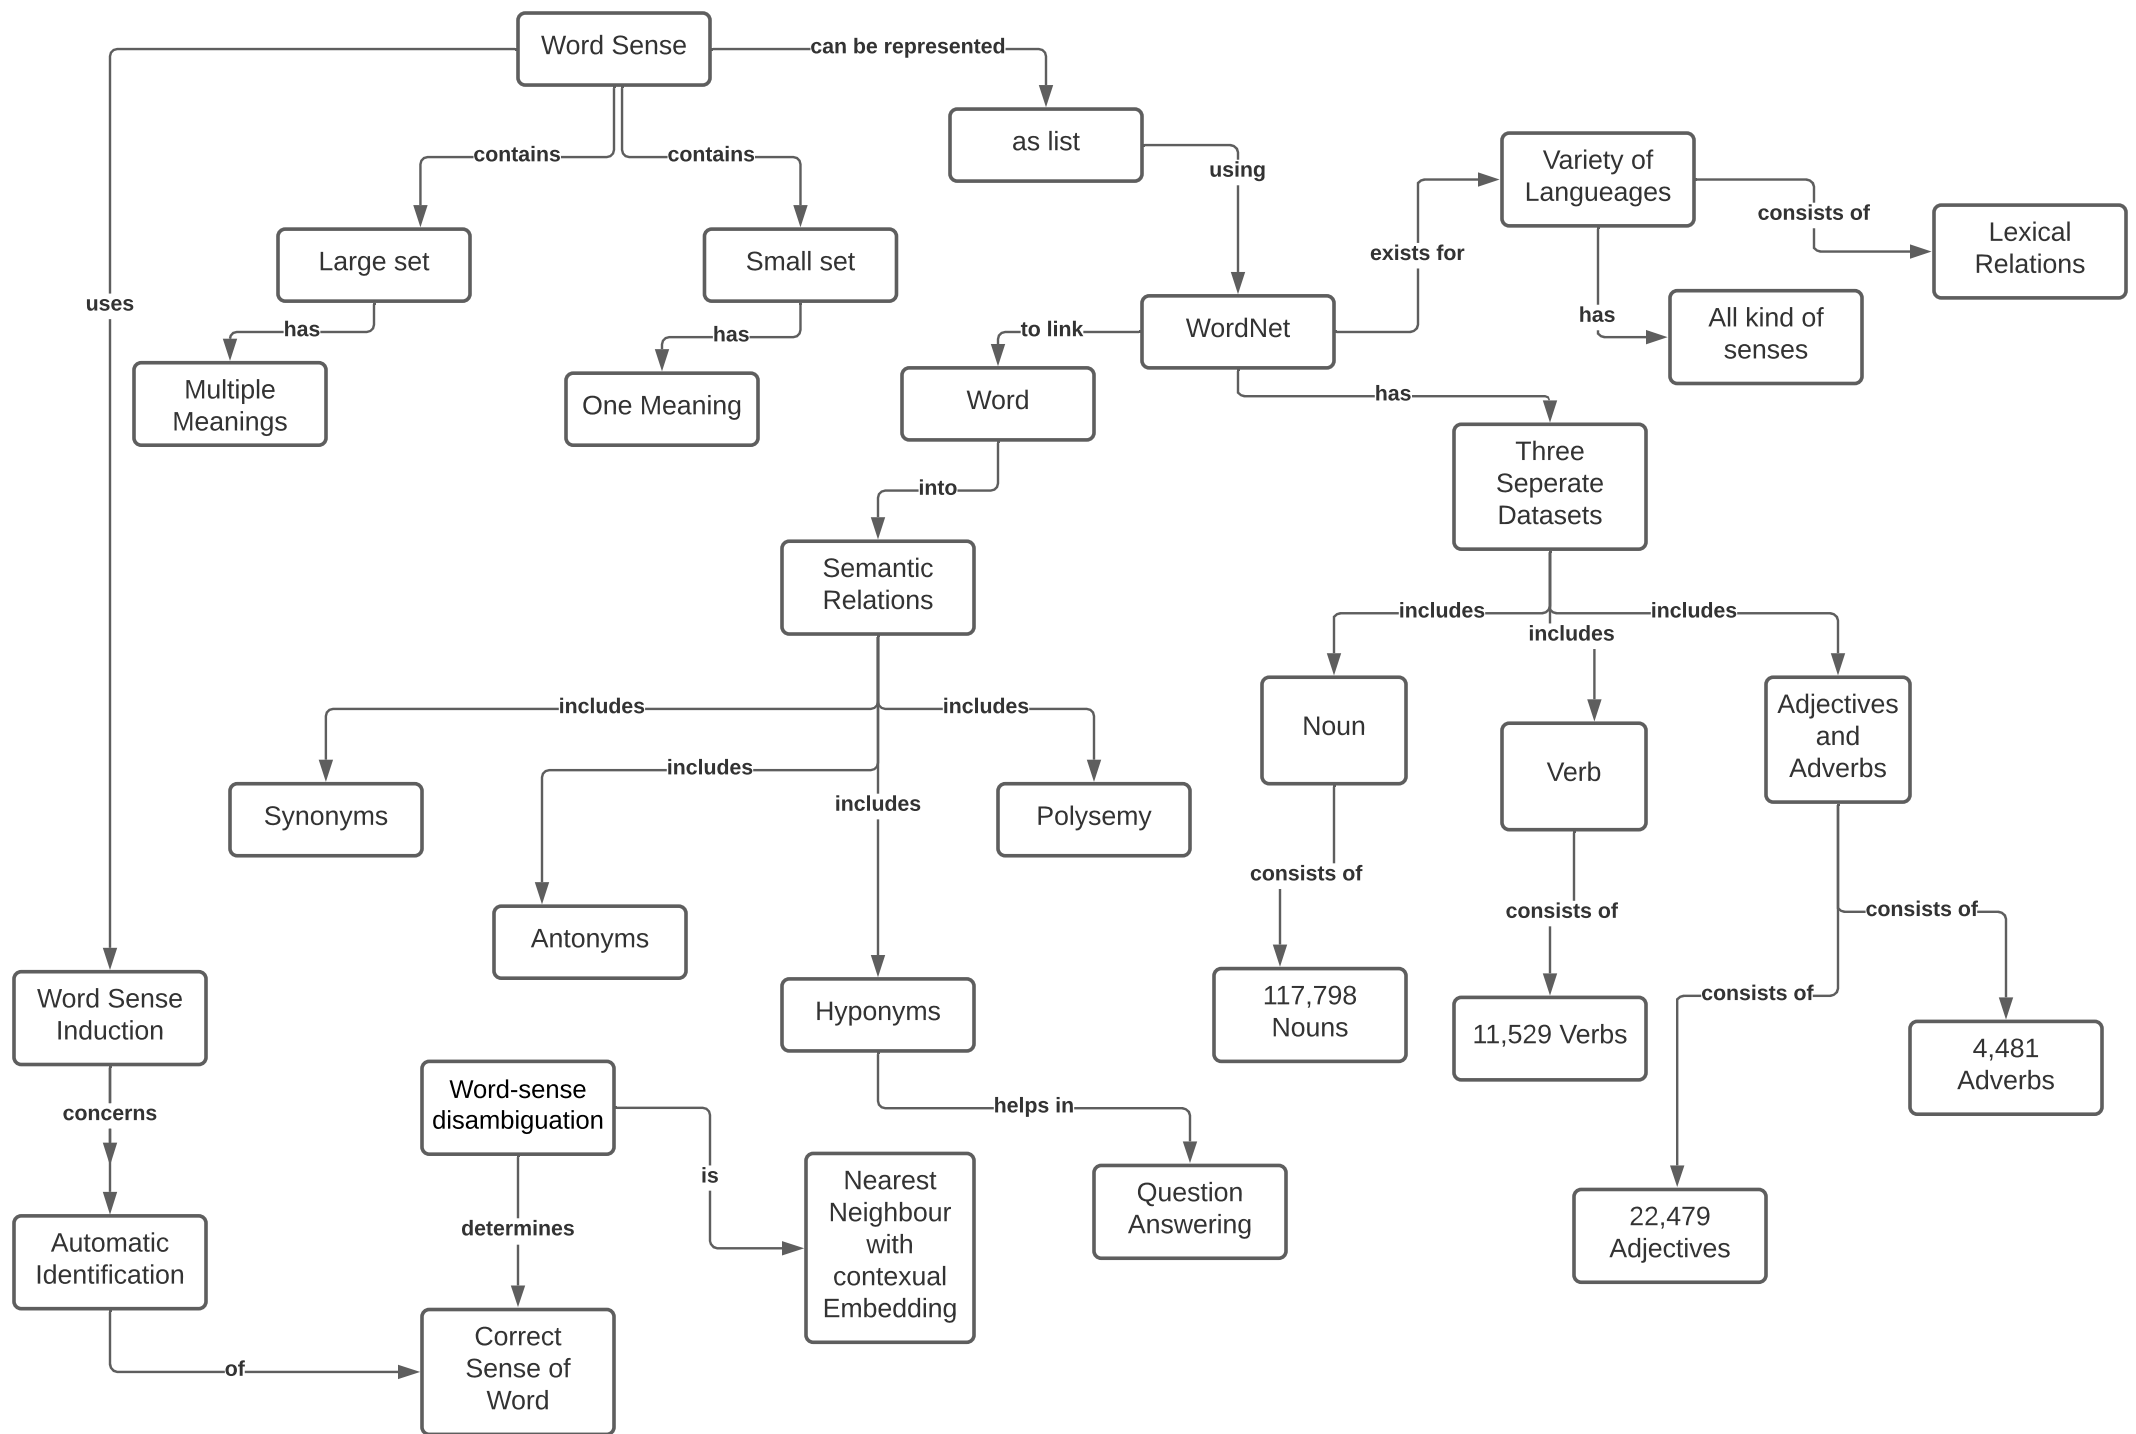 Word Sense
can be represented
as list
contains
contains
using
Variety of
Langueages
consists of
Lexical
Relations
exists for
Large set
Small set
uses
has
has
to link
WordNet
has
All kind of
senses
Multiple
Meanings
One Meaning
Word
has
Three
Seperate
Datasets
into
Semantic
Relations
includes
includes
includes
includes
includes
includes
includes
Noun
Verb
Adjectives
and
Adverbs
Synonyms
Polysemy
Antonyms
Hyponyms
consists of
consists of
consists of
consists of
Word Sense
Induction
117,798
Nouns
11,529 Verbs
4,481
Adverbs
concerns
Word-sense
disambiguation
helps in
is
Nearest
Neighbour
with
contexual
Embedding
Question
Answering
22,479
Adjectives
determines
Automatic
Identification
of
Correct
Sense of
Word